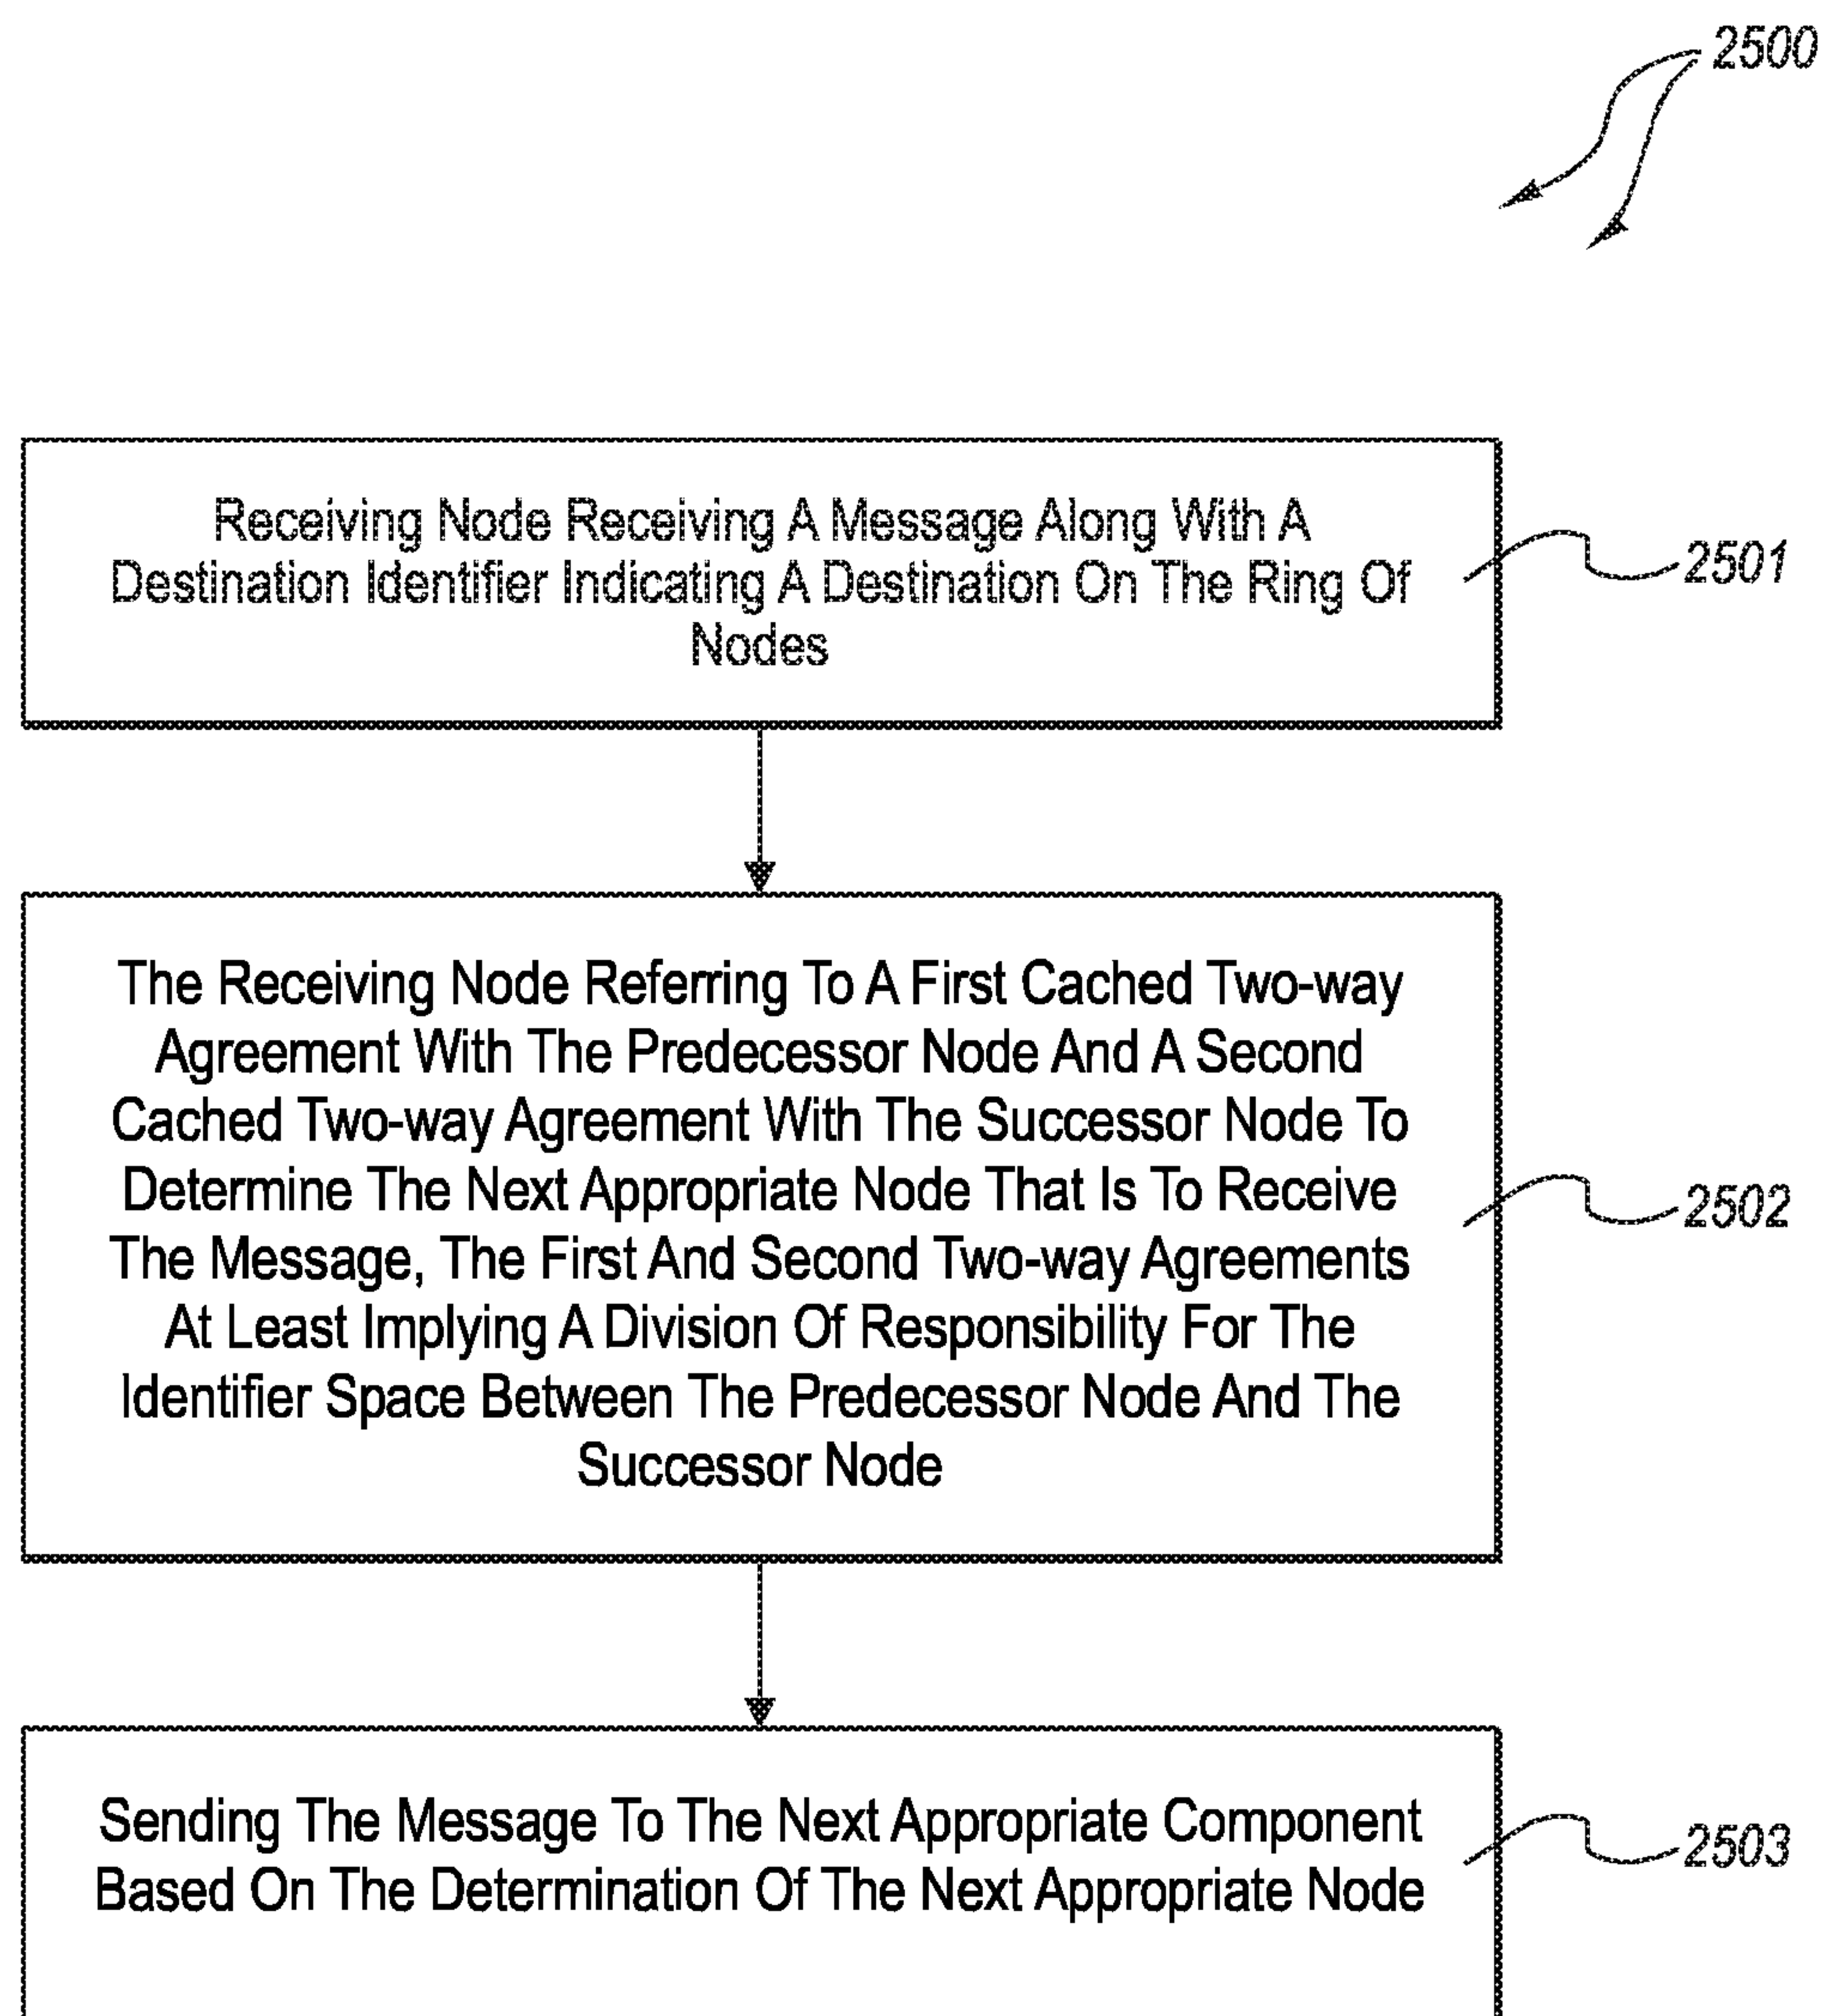 2500
Receiving Node Receiving A Message Along With A
Destination Identifier Indicating A Destination On The Ring Of
Nodes
2501
The Receiving Node Referring To A First Cached Two-way
Agreement With The Predecessor Node And A Second
Cached Two-way Agreement With The Successor Node To
Determine The Next Appropriate Node That Is To Receive
The Message, The First And Second Two-way Agreements
At Least Implying A Division Of Responsibility For The
Identifier Space Between The Predecessor Node And The
Successor Node
2502
Sending The Message To The Next Appropriate Component
Based On The Determination Of The Next Appropriate Node
2503